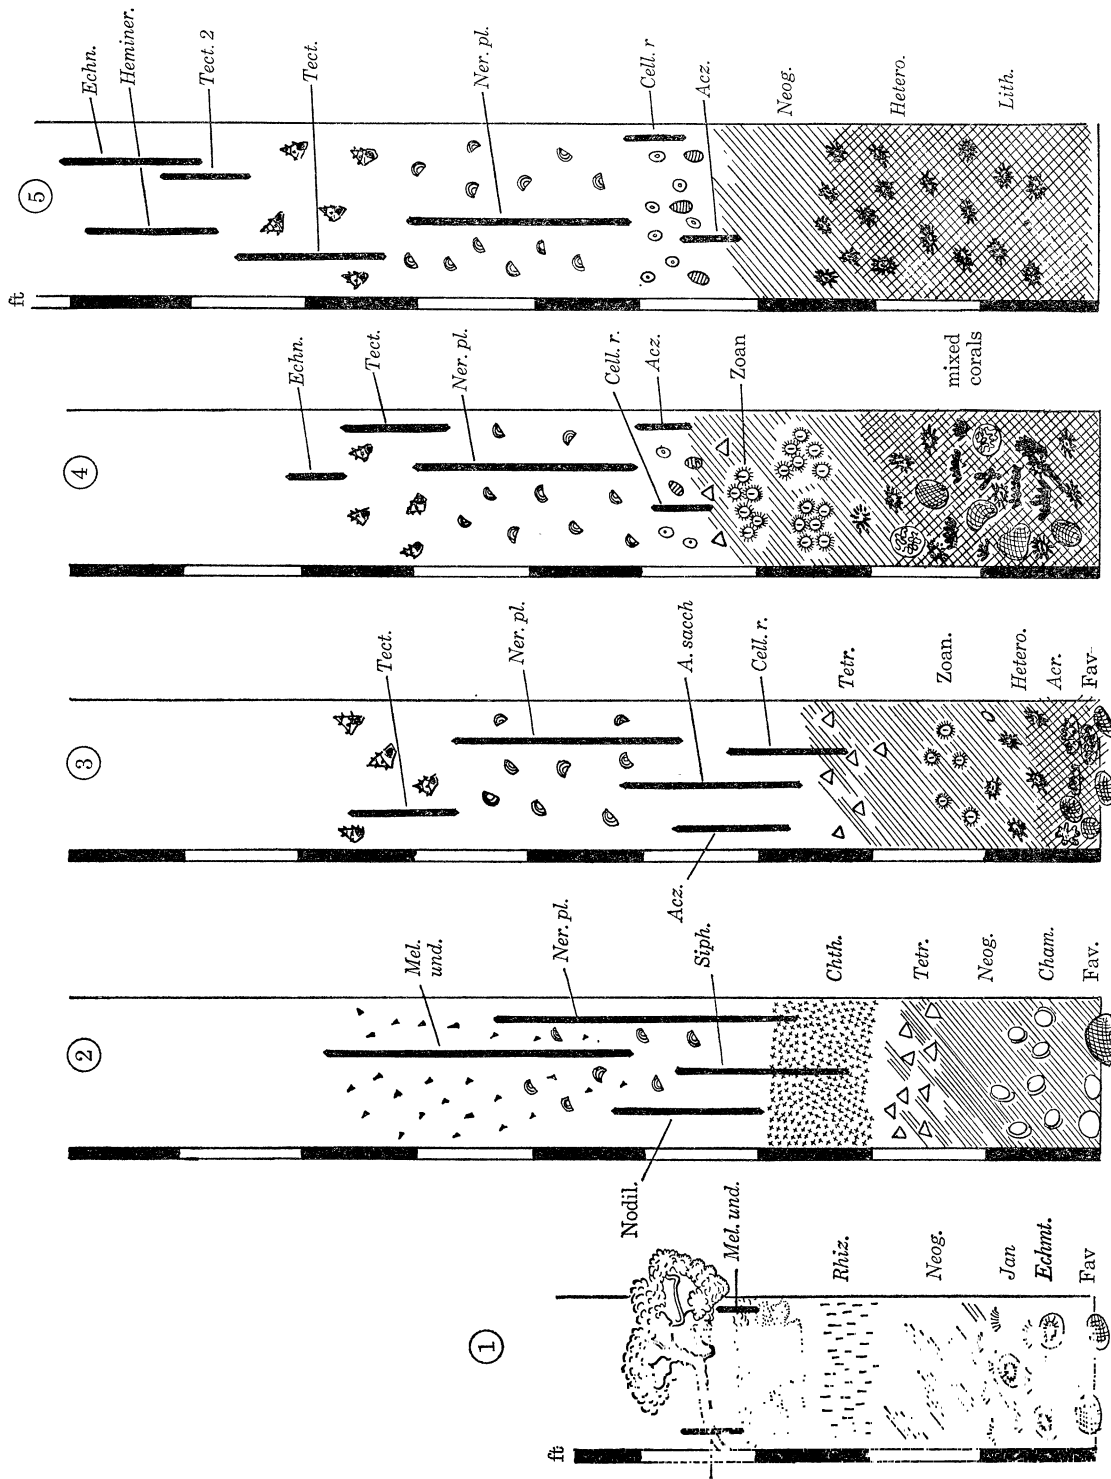 1
ft
Mel. und.
Rhiz.
Neog.
Jan
Echmt.
Fav
2
Mel.
und.
Ner. pl.
Siph.
Nodil.
Chth.
Tetr.
Neog.
Cham.
Fav.
3
Tect.
Ner. pl.
A. sacch
Cell. r.
Acz.
Tetr.
Zoan.
Hetero.
Acr.
Fav
4
Echn.
Tect.
Ner. pl.
Cell. r.
Acz.
Zoan
mixed
corals
5
ft
Echn.
Heminer.
Tect. 2
Tect.
Ner. pl.
Cell. r
Acz.
Neog.
Hetero.
Lith.